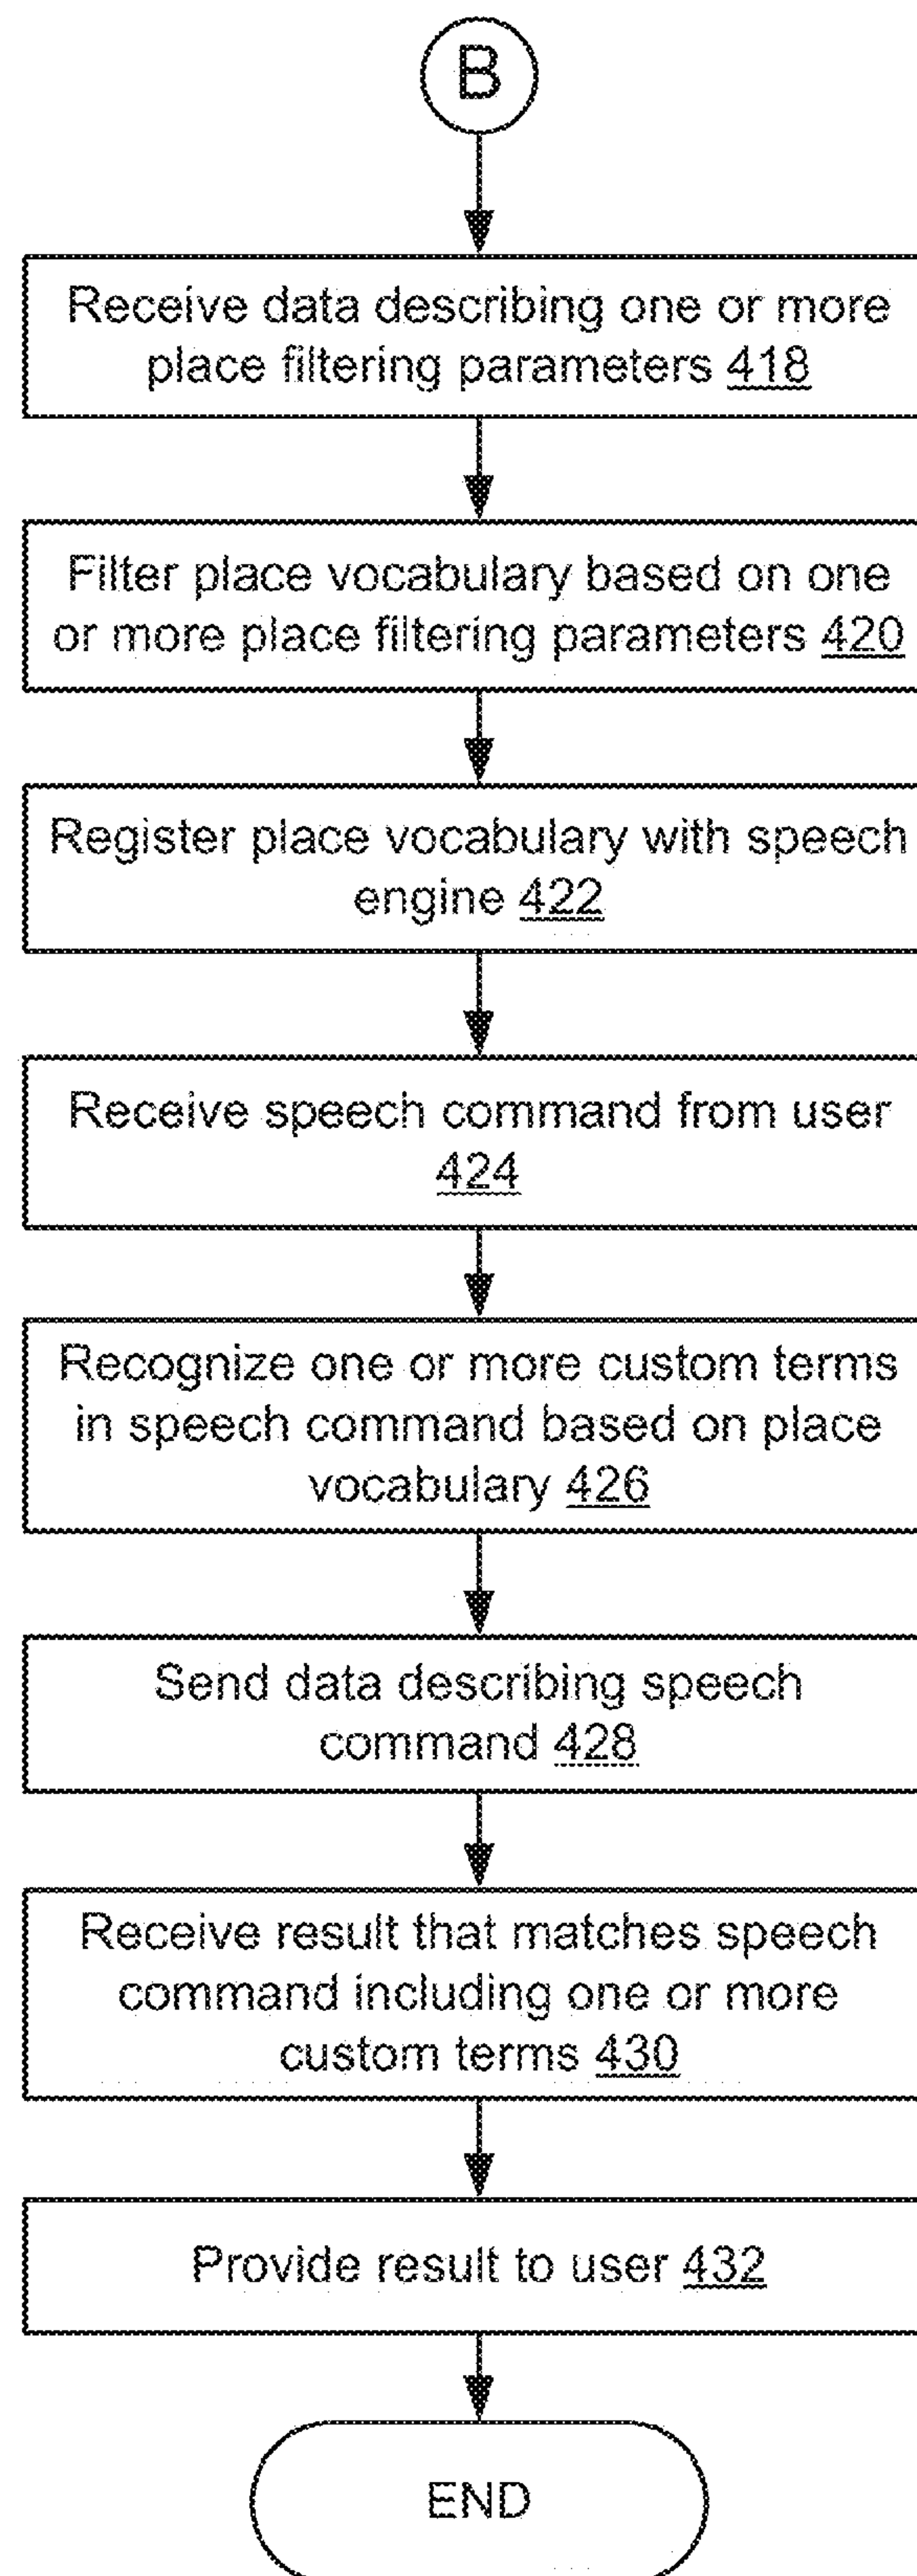 B
Receive data describing one or more
place filtering parameters 418
Filter place vocabulary based on one
or more place filtering parameters 420
Register place vocabulary with speech
engine 422
Receive speech command from user
424
Recognize one or more custom terms
in speech command based on place
vocabulary 426
Send data describing speech
command 428
Receive result that matches speech
command including one or more
custom terms 430
Provide result to user 432
END